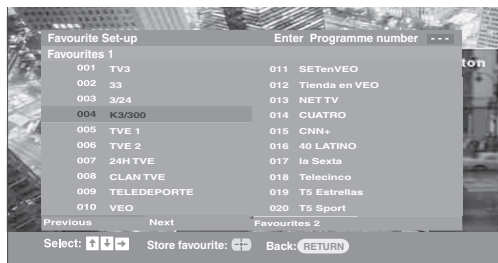 Favourite Set-up Enter Programme number - - -
Favourites 1
ton
001 TV3
002 33
003 3/24
004 K3/300
005 TVE 1
006 TVE 2
007 24H TVE
008 CLAN TVE
009 TELEDEPORTE
010 VEO
011 SETenVEO
012 Tienda en VEO
013 NET TV
014 CUATRO
015 CNN+
016 40 LATINO
017 la Sexta
018 Telecinco
019 T5 Estrellas
020 T5 Sport
Previous Next Favourites 2
Select: ↑ ↓ → Store favourite: Back: RETURN